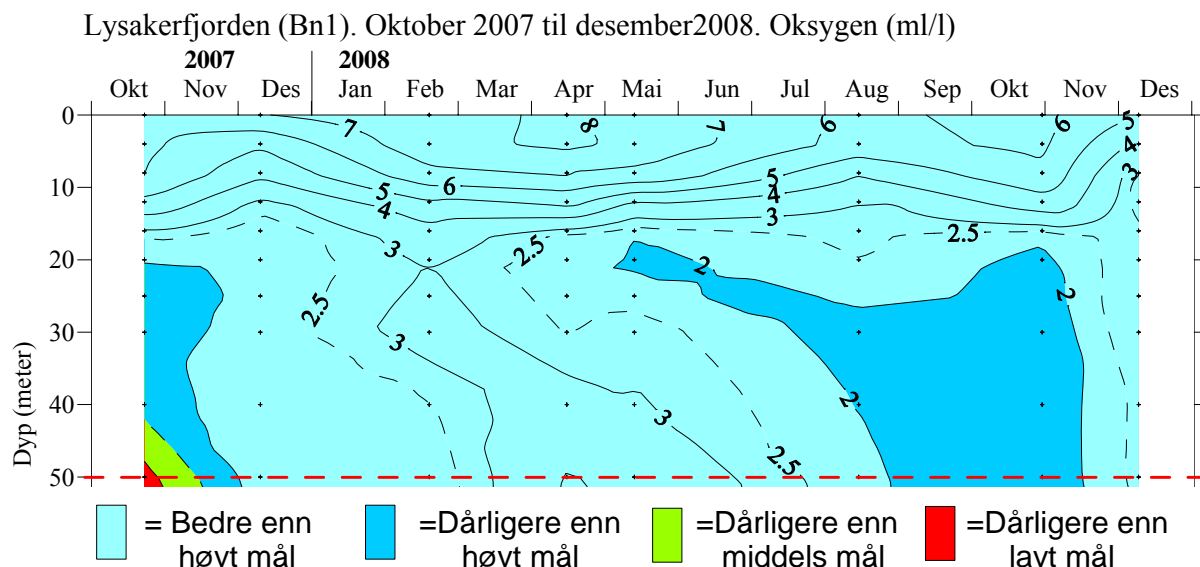 Lysakerfjorden (Bn1). Oktober 2007 til desember2008. Oksygen (ml/l)
2007 2008
Okt Nov Des Jan Feb Mar Apr Mai Jun Jul Aug Sep Okt Nov Des
0
10
20
30
40
50
Dyp (meter)
7 8 7 6 6 5
5 6 5 4
4 4 3
3 3 2.5 3 2.5
2.5 2 2
3 2
3 2.5
= Bedre enn
høyt mål
=Dårligere enn
høyt mål
=Dårligere enn
middels mål
=Dårligere enn
lavt mål